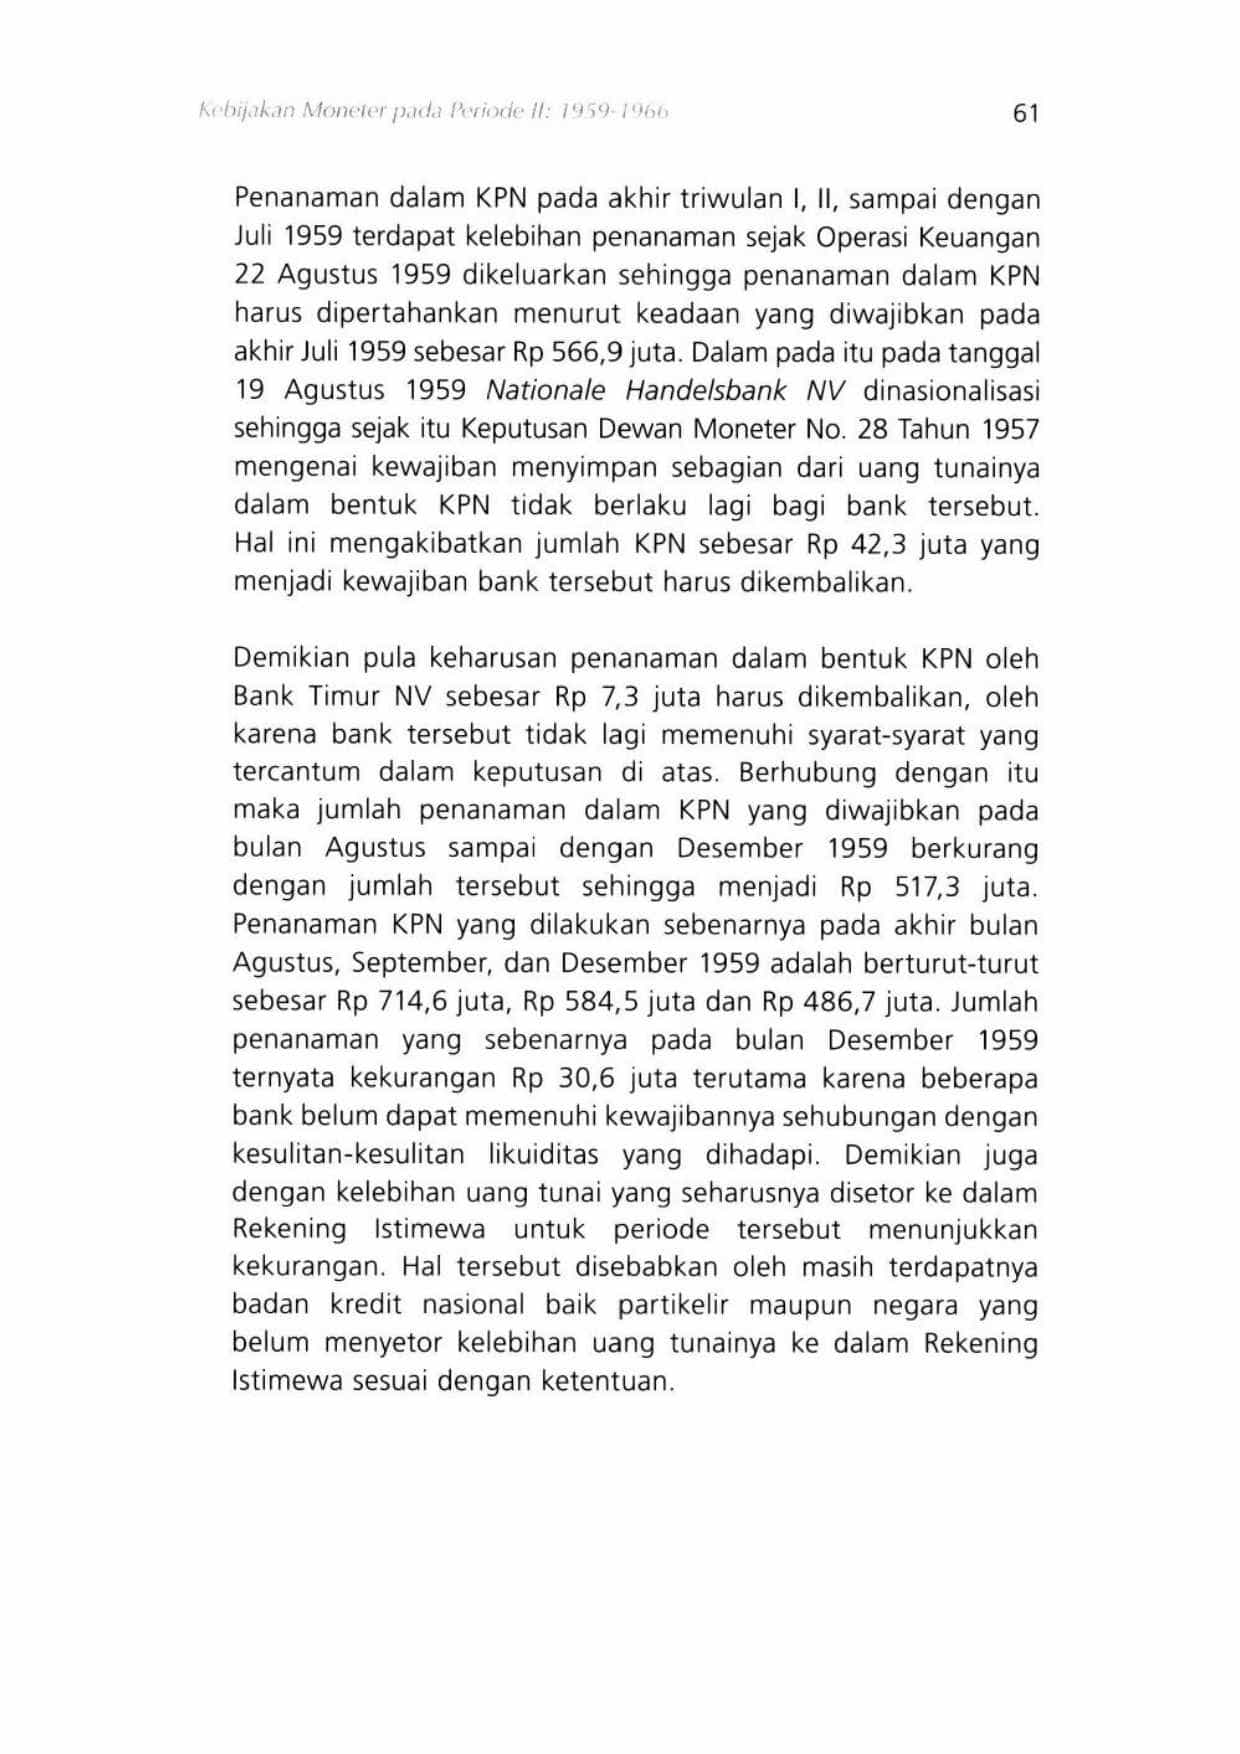 Kebijakan Moneter pada Periode II: 1959-1966
61
Penanaman dalam KPN pada akhir triwulan I, II, sampai dengan
Juli 1959 terdapat kelebihan penanaman sejak Operasi Keuangan
22 Agustus 1959 dikeluarkan sehingga penanaman dalam KPN
harus dipertahankan menurut keadaan yang diwajibkan pada
akhir Juli 1959 sebesar Rp 566,9 juta. Dalam pada itu pada tanggal
19 Agustus 1959 Nationale Handelsbank NV dinasionalisasi
sehingga sejak itu Keputusan Dewan Moneter No. 28 Tahun 1957
mengenai kewajiban menyimpan sebagian dari uang tunainya
dalam bentuk KPN tidak berlaku lagi bagi bank tersebut.
Hal ini mengakibatkan jumlah KPN sebesar Rp 42,3 juta yang
menjadi kewajiban bank tersebut harus dikembalikan.
Demikian pula keharusan penanaman dalam bentuk KPN oleh
Bank Timur NV sebesar Rp 7,3 juta harus dikembalikan, oleh
karena bank tersebut tidak lagi memenuhi syarat-syarat yang
tercantum dalam keputusan di atas. Berhubung dengan itu
maka jumlah penanaman dalam KPN yang diwajibkan pada
bulan Agustus sampai dengan Desember 1959 berkurang
dengan jumlah tersebut sehingga menjadi Rp 517,3 juta.
Penanaman KPN yang dilakukan sebenarnya pada akhir bulan
Agustus, September, dan Desember 1959 adalah berturut-turut
sebesar Rp 714,6 juta, Rp 584,5 juta dan Rp 486,7 juta. Jumlah
penanaman yang sebenarnya pada bulan Desember 1959
ternyata kekurangan Rp 30,6 juta terutama karena beberapa
bank belum dapat memenuhi kewajibannya sehubungan dengan
kesulitan-kesulitan likuiditas yang dihadapi. Demikian juga
dengan kelebihan uang tunai yang seharusnya disetor ke dalam
Rekening Istimewa untuk periode tersebut menunjukkan
kekurangan. Hal tersebut disebabkan oleh masih terdapatnya
badan kredit nasional baik partikelir maupun negara yang
belum menyetor kelebihan uang tunainya ke dalam Rekening
Istimewa sesuai dengan ketentuan.